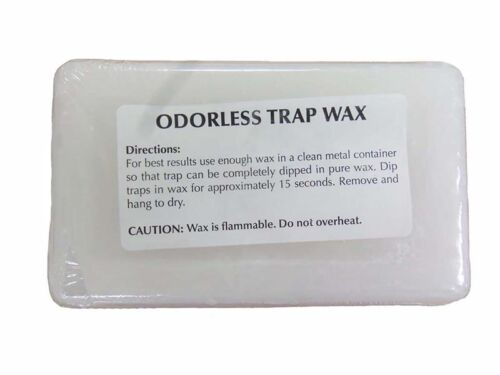 ODORLESS TRAP WAX
Directions:
For best results use enough wax in a clean metal container
so that trap can be completely dipped in pure wax. Dip
traps in wax for approximately 15 seconds. Remove and
hang to dry.
CAUTION: Wax is flammable. Do not overheat.